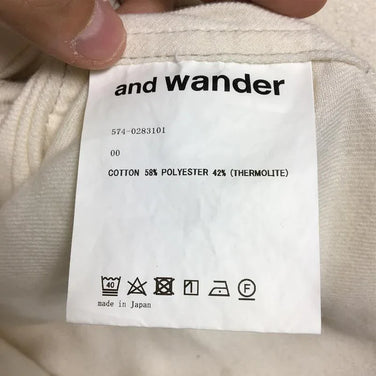 and wander
574-0283101
00
COTTON 58% POLYESTER 42% (THERMOLITE)
40 F
made in Japan